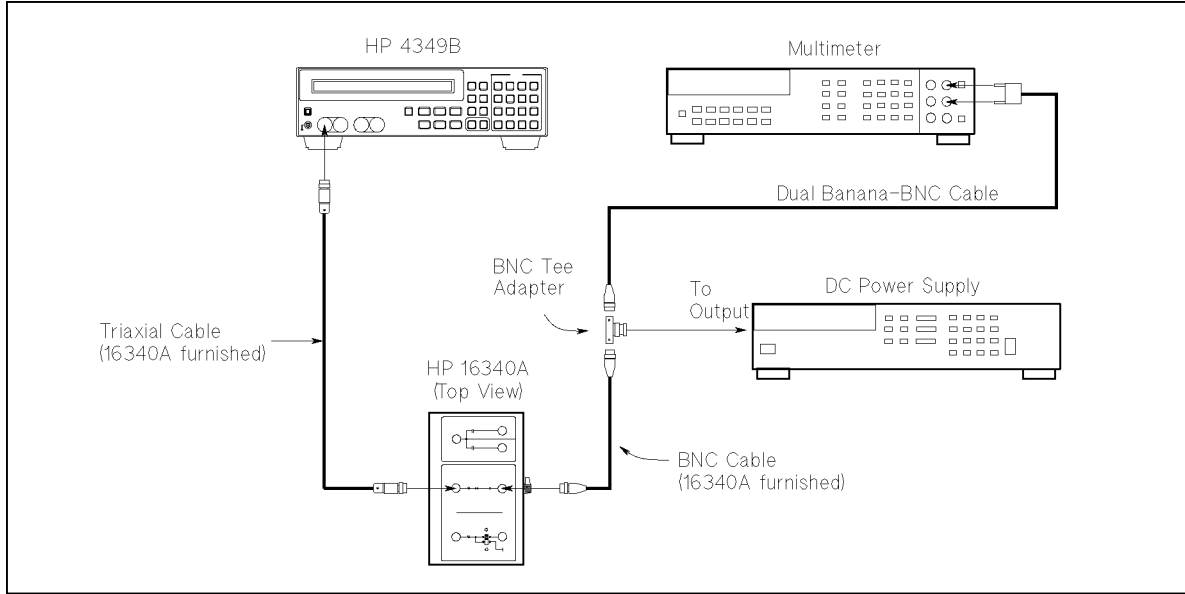 HP 4349B
Multimeter
Dual Banana-BNC Cable
BNC Tee
Adapter
To
Output
DC Power Supply
Triaxial Cable
(16340A furnished)
HP 16340A
(Top View)
BNC Cable
(16340A furnished)